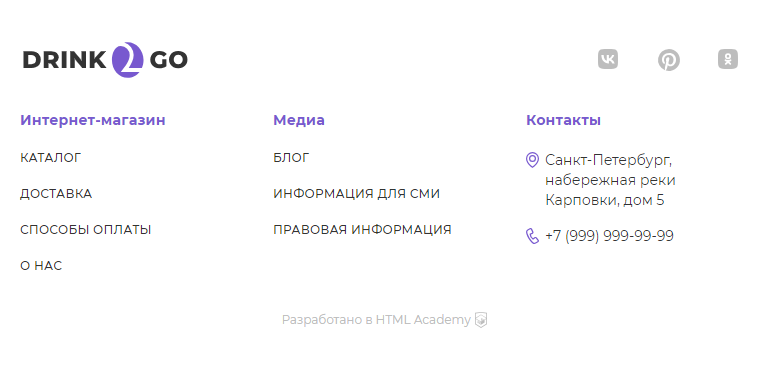 DRINK 2 GO
Интернет-магазин
КАТАЛОГ
ДОСТАВКА
СПОСОБЫ ОПЛАТЫ
О НАС
Медиа
БЛОГ
ИНФОРМАЦИЯ ДЛЯ СМИ
ПРАВОВАЯ ИНФОРМАЦИЯ
Контакты
Санкт-Петербург,
набережная реки
Карповки, дом 5
+7 (999) 999-99-99
Разработано в HTML Academy